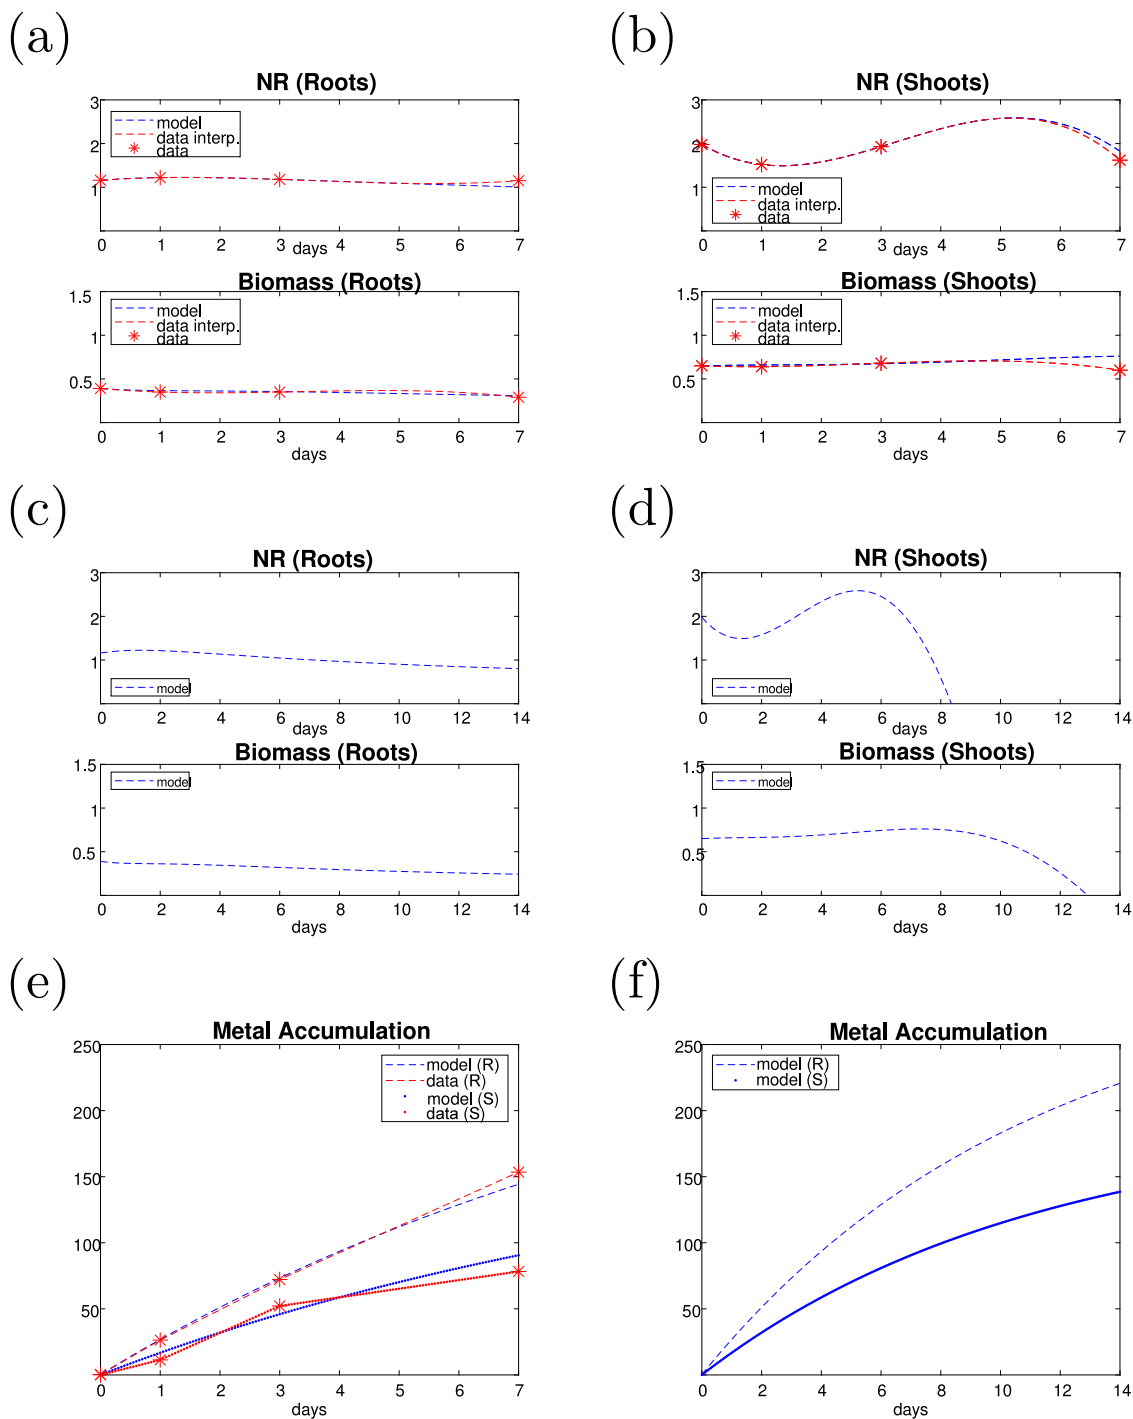 (a)
NR (Roots)
3
2
1
model
data interp.
data
0 1 2 3 4 5 6 7
days
Biomass (Roots)
1.5
1
0.5
model
data interp.
data
0 1 2 3 4 5 6 7
days
(b)
NR (Shoots)
3
2
1
model
data interp.
data
0 1 2 3 4 5 6 7
days
Biomass (Shoots)
1.5
1
0.5
model
data interp.
data
0 1 2 3 4 5 6 7
days
(c)
NR (Roots)
3
2
1
model
0 2 4 6 8 10 12 14
days
Biomass (Roots)
1.5
1
0.5
model
0 2 4 6 8 10 12 14
days
(d)
NR (Shoots)
3
2
1
model
0 2 4 6 8 10 12 14
days
Biomass (Shoots)
1.5
1
0.5
model
0 2 4 6 8 10 12 14
days
(e)
Metal Accumulation
250
200
150
100
50
model (R)
data (R)
model (S)
data (S)
0 1 2 3 4 5 6 7
days
(f)
Metal Accumulation
250
200
150
100
50
model (R)
model (S)
0 2 4 6 8 10 12 14
days